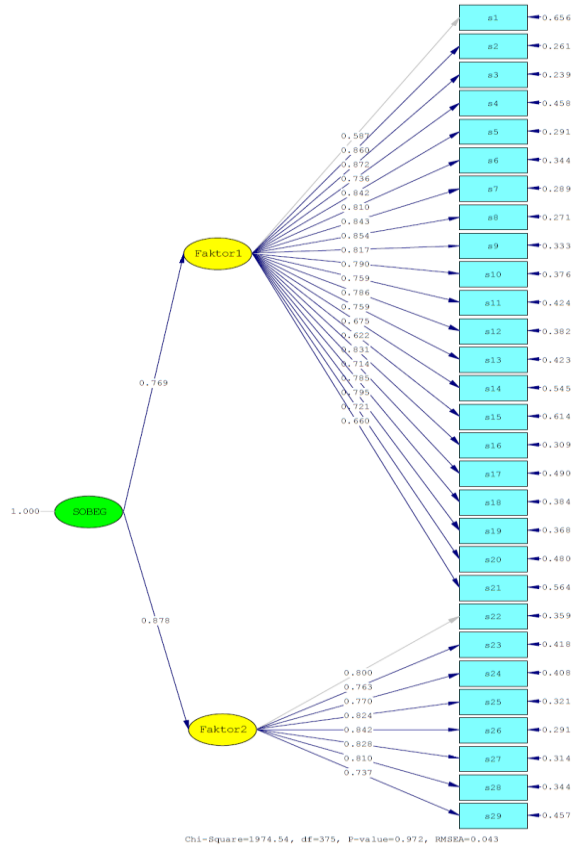 s1 0.656
s2 0.261
s3 0.239
s4 0.458
s5 0.291
s6 0.344
s7 0.289
s8 0.271
s9 0.333
s10 0.376
s11 0.424
s12 0.382
s13 0.423
s14 0.545
s15 0.614
s16 0.309
s17 0.490
s18 0.384
s19 0.368
s20 0.480
s21 0.564
s22 0.359
s23 0.418
s24 0.408
s25 0.321
s26 0.291
s27 0.314
s28 0.344
s29 0.457
0.587
0.860
0.872
0.736
0.842
0.810
0.843
0.854
0.817
0.790
0.759
0.786
0.759
0.675
0.622
0.831
0.714
0.785
0.795
0.721
0.660
Faktor1
0.769
1.000
SOBEG
0.878
0.800
0.763
0.770
0.824
0.842
0.828
0.810
0.737
Faktor2
Chi-Square=1974.54, df=375, P-value=0.972, RMSEA=0.043